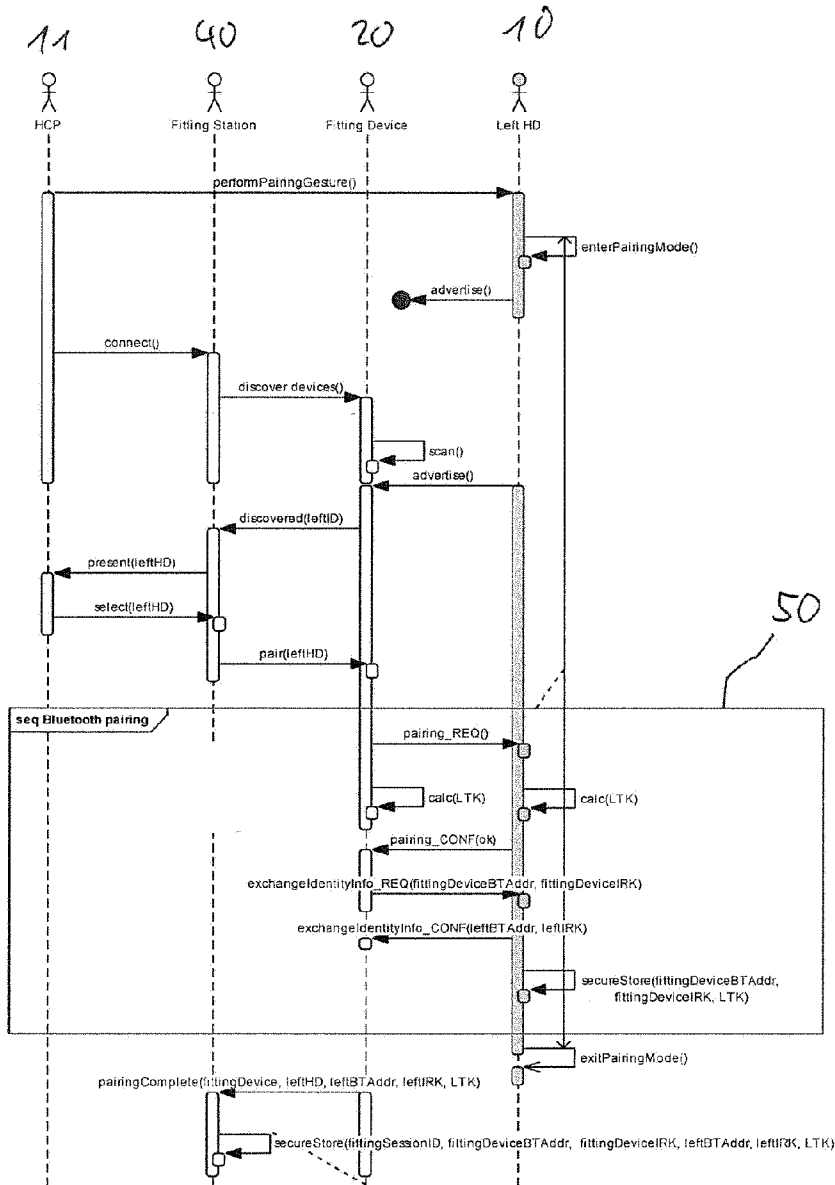 11 40 20 10
HCP Fitting Station Fitting Device Left HD
performPairingGesture()
enterPairingMode()
advertise()
connect()
discover devices()
scan()
advertise()
discovered(leftID)
present(leftHD)
select(leftHD)
50
pair(leftHD)
seq Bluetooth pairing
pairing_REQ()
calc(LTK) calc(LTK)
pairing_CONF(ok)
exchangeIdentityInfo_REQ(fittingDeviceBTAddr, fittingDeviceIRK)
exchangeIdentityInfo_CONF(leftBTAddr, leftIRK)
secureStore(fittingDeviceBTAddr,
fittingDeviceIRK, LTK)
exitPairingMode()
pairingComplete(fittingDevice, leftHD, leftBTAddr, leftIRK, LTK)
secureStore(fittingSessionID, fittingDeviceBTAddr, fittingDeviceIRK, leftBTAddr, leftIRK, LTK)